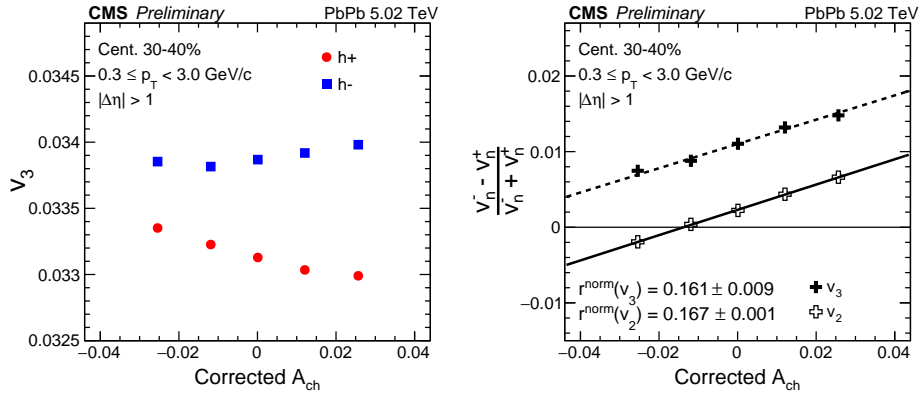 CMS Preliminary PbPb 5.02 TeV
Cent. 30-40%
0.3 ≤ p_T < 3.0 GeV/c
|Δη| > 1
h+
h-
0.0345
0.034
0.0335
0.033
0.0325
v_3
−0.04 −0.02 0 0.02 0.04
Corrected A_ch
CMS Preliminary PbPb 5.02 TeV
Cent. 30-40%
0.3 ≤ p_T < 3.0 GeV/c
|Δη| > 1
0.02
0.01
0
−0.01
v_n^- - v_n^+
v_n^- + v_n^+
r^norm(v_3) = 0.161 ± 0.009
r^norm(v_2) = 0.167 ± 0.001
v_3
v_2
−0.04 −0.02 0 0.02 0.04
Corrected A_ch